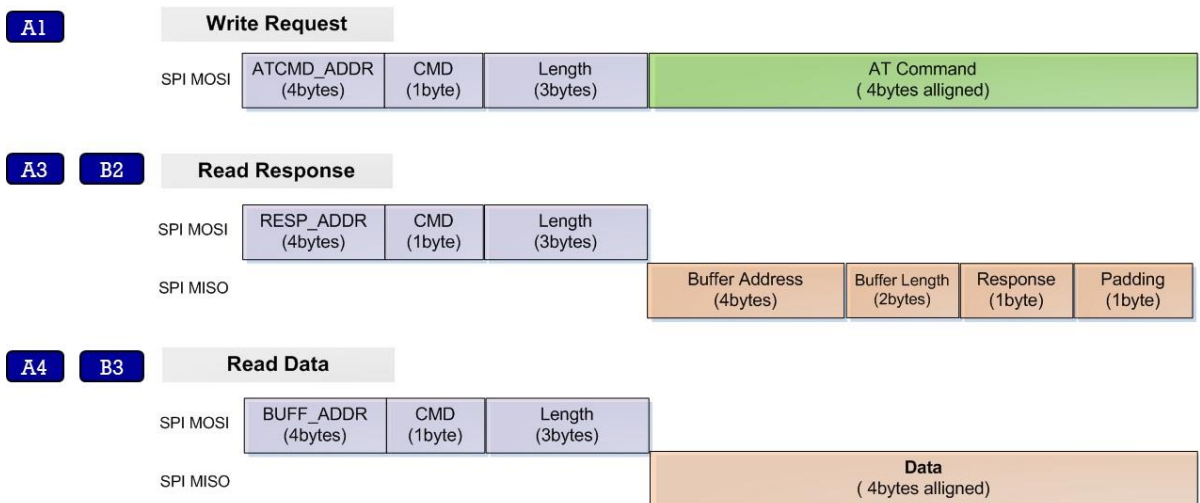 A1
Write Request
SPI MOSI
ATCMD_ADDR
(4bytes)
CMD
(1byte)
Length
(3bytes)
AT Command
( 4bytes alligned)
A3
B2
Read Response
SPI MOSI
RESP_ADDR
(4bytes)
CMD
(1byte)
Length
(3bytes)
SPI MISO
Buffer Address
(4bytes)
Buffer Length
(2bytes)
Response
(1byte)
Padding
(1byte)
A4
B3
Read Data
SPI MOSI
BUFF_ADDR
(4bytes)
CMD
(1byte)
Length
(3bytes)
SPI MISO
Data
( 4bytes alligned)